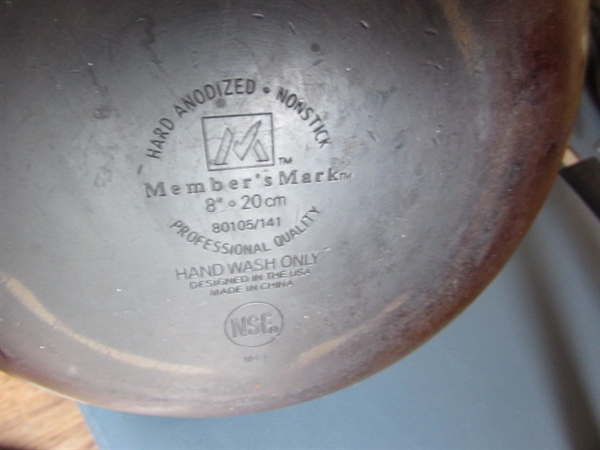 HARD ANODIZED • NONSTICK
M TM
Member's Mark TM
8" o 20cm
80105/141
PROFESSIONAL QUALITY
HAND WASH ONLY
DESIGNED IN THE USA
MADE IN CHINA
NSF®